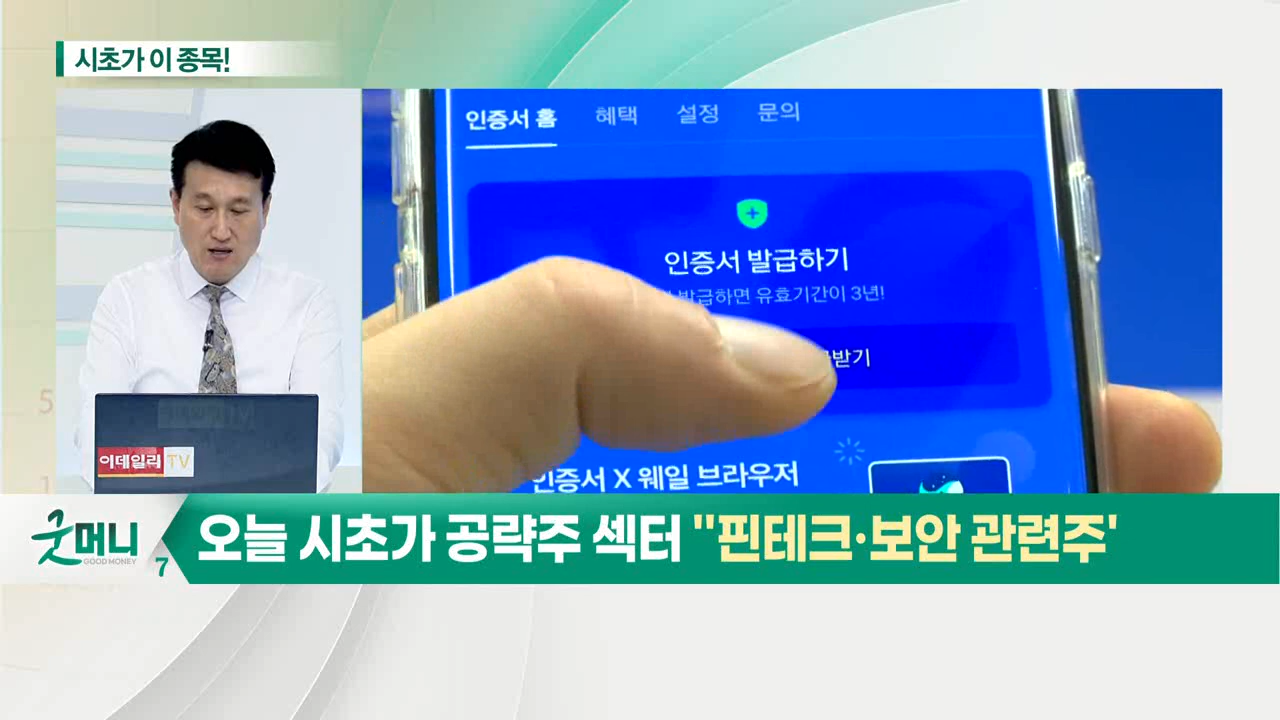 시초가 이 종목!
인증서 홈 혜택 설정 문의
인증서 발급하기
발급하면 유효기간이 3년!
받기
인증서 X 웨일 브라우저
5
1
이데일리 TV
굿머니
GOOD MONEY
7
오늘 시초가 공략주 섹터 "핀테크·보안 관련주'